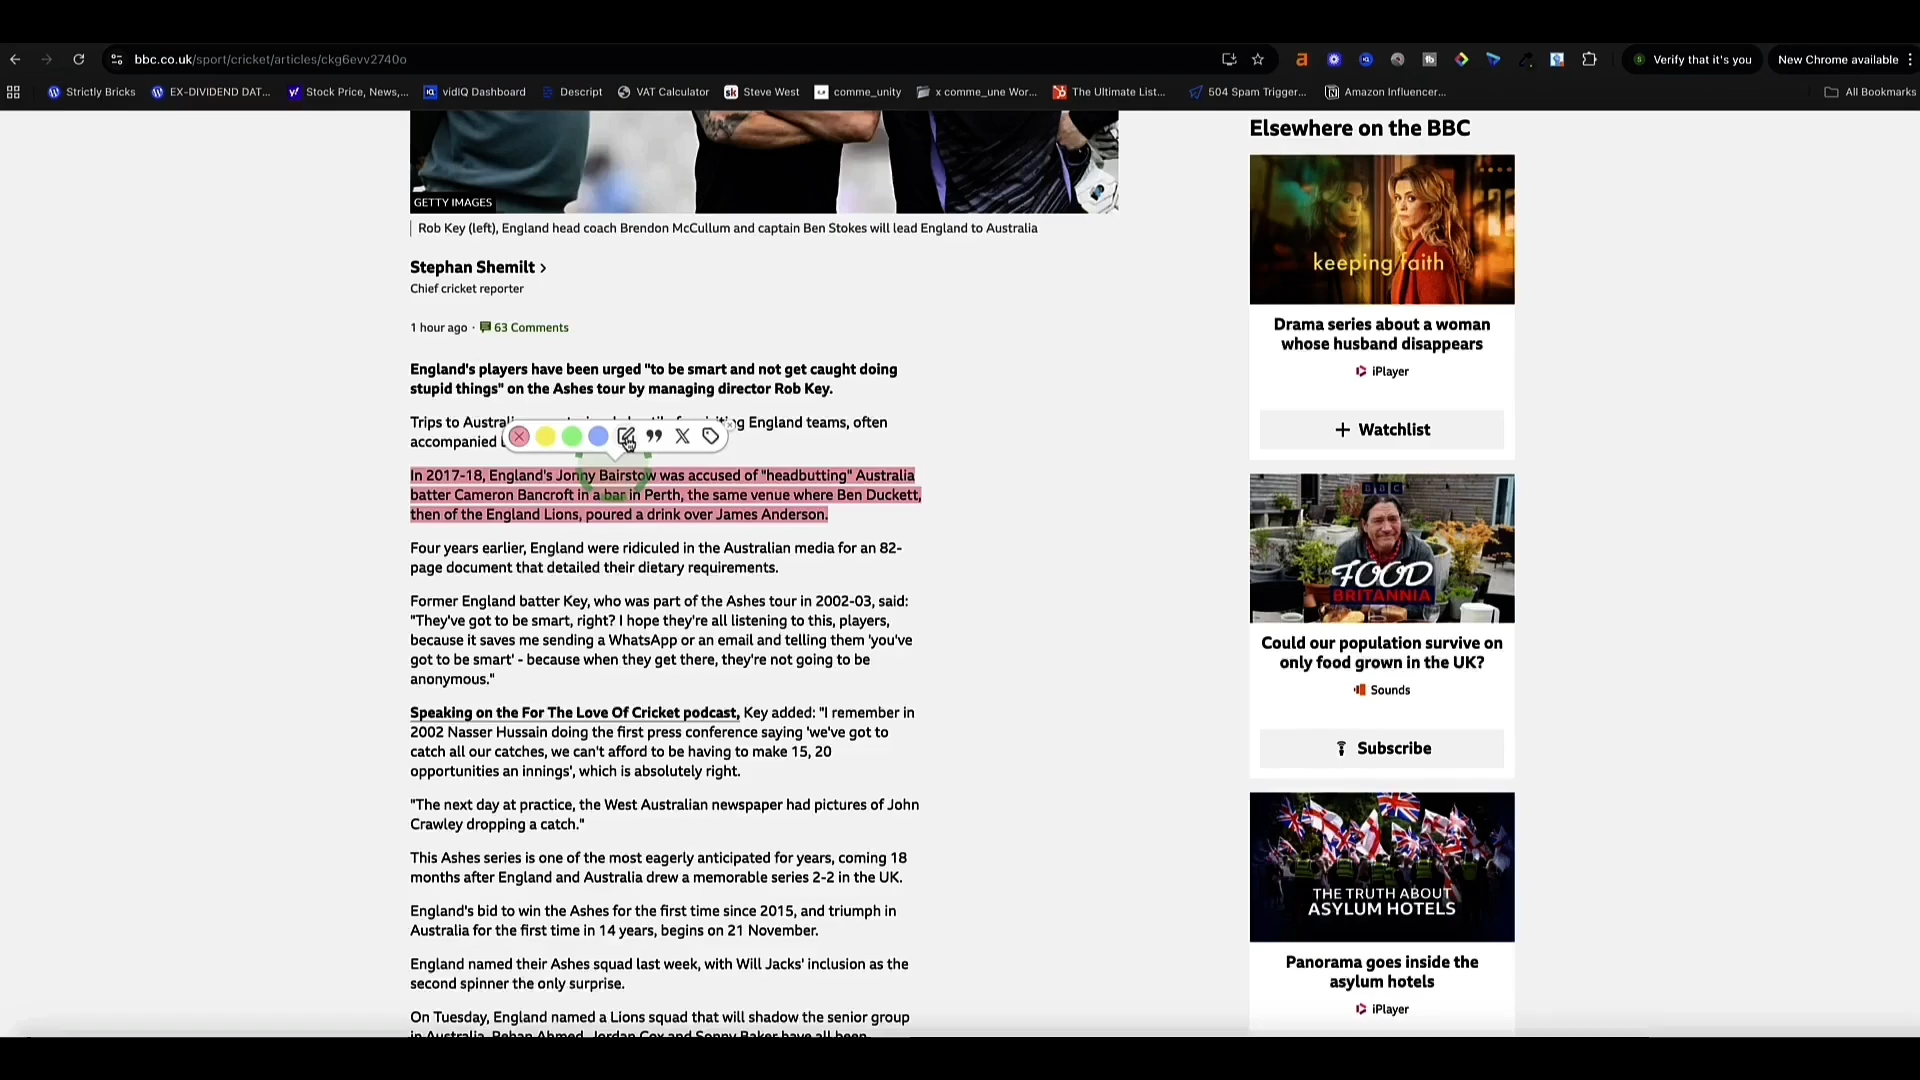 bbc.co.uk/sport/cricket/articles/ckg6evv2740o
Verify that it's you
New Chrome available
Strictly Bricks
EX-DIVIDEND DAT...
Stock Price, News,...
vidIQ Dashboard
Descript
VAT Calculator
Steve West
comme_unity
x comme_une Wor...
The Ultimate List...
504 Spam Trigger...
Amazon Influencer...
All Bookmarks
GETTY IMAGES
Rob Key (left), England head coach Brendon McCullum and captain Ben Stokes will lead England to Australia
Stephan Shemilt >
Chief cricket reporter
1 hour ago · 63 Comments
England's players have been urged "to be smart and not get caught doing
stupid things" on the Ashes tour by managing director Rob Key.
Trips to England teams, often
accompanied
In 2017-18, England's Jonny Bairstow was accused of "headbutting" Australia
batter Cameron Bancroft in a bar in Perth, the same venue where Ben Duckett,
then of the England Lions, poured a drink over James Anderson.
Four years earlier, England were ridiculed in the Australian media for an 82-
page document that detailed their dietary requirements.
Former England batter Key, who was part of the Ashes tour in 2002-03, said:
"They've got to be smart, right? I hope they're all listening to this, players,
because it saves me sending a WhatsApp or an email and telling them 'you've
got to be smart' - because when they get there, they're not going to be
anonymous."
Speaking on the For The Love Of Cricket podcast, Key added: "I remember in
2002 Nasser Hussain doing the first press conference saying 'we've got to
catch all our catches, we can't afford to be having to make 15, 20
opportunities an innings', which is absolutely right.
"The next day at practice, the West Australian newspaper had pictures of John
Crawley dropping a catch."
This Ashes series is one of the most eagerly anticipated for years, coming 18
months after England and Australia drew a memorable series 2-2 in the UK.
England's bid to win the Ashes for the first time since 2015, and triumph in
Australia for the first time in 14 years, begins on 21 November.
England named their Ashes squad last week, with Will Jacks' inclusion as the
second spinner the only surprise.
On Tuesday, England named a Lions squad that will shadow the senior group
in Australia. Rehan Ahmed, Jordan Cox and Sonny Baker have all been
Elsewhere on the BBC
keeping faith
Drama series about a woman
whose husband disappears
iPlayer
+ Watchlist
BBC
FOOD
BRITANNIA
Could our population survive on
only food grown in the UK?
Sounds
Subscribe
THE TRUTH ABOUT
ASYLUM HOTELS
Panorama goes inside the
asylum hotels
iPlayer